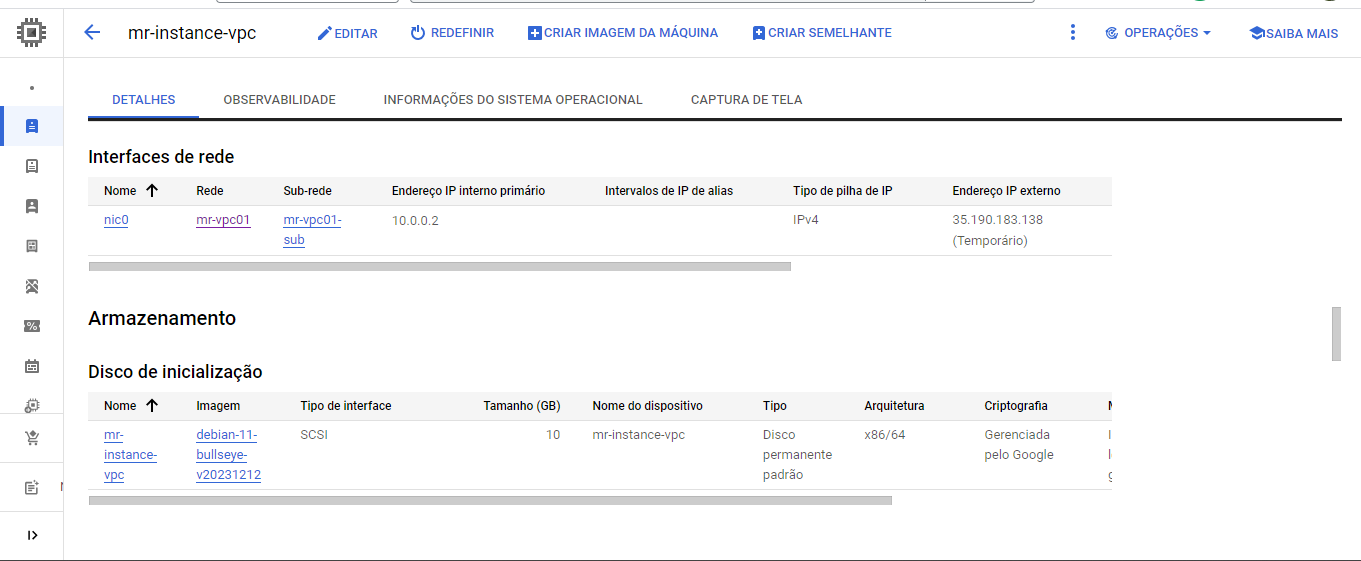 mr-instance-vpc EDITAR REDEFINIR CRIAR IMAGEM DA MÁQUINA CRIAR SEMELHANTE OPERAÇÕES SAIBA MAIS
DETALHES OBSERVABILIDADE INFORMAÇÕES DO SISTEMA OPERACIONAL CAPTURA DE TELA
Interfaces de rede
Nome Rede Sub-rede Endereço IP interno primário Intervalos de IP de alias Tipo de pilha de IP Endereço IP externo
nic0 mr-vpc01 mr-vpc01- 10.0.0.2 IPv4 35.190.183.138
sub (Temporário)
Armazenamento
Disco de inicialização
Nome Imagem Tipo de interface Tamanho (GB) Nome do dispositivo Tipo Arquitetura Criptografia
mr- debian-11- SCSI 10 mr-instance-vpc Disco x86/64 Gerenciada
instance- bullseye- permanente pelo Google
vpc v20231212 padrão